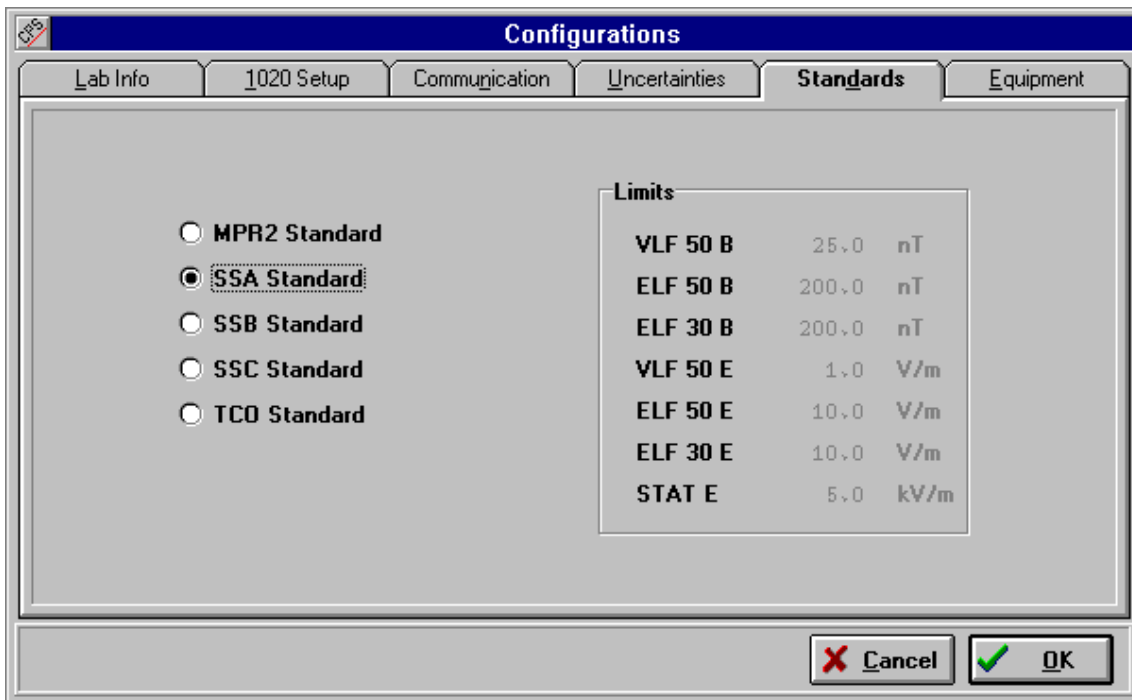 CPS
Configurations
Lab Info 1020 Setup Communication Uncertainties Standards Equipment
Limits
MPR2 Standard
SSA Standard
SSB Standard
SSC Standard
TCO Standard
VLF 50 B 25.0 nT
ELF 50 B 200.0 nT
ELF 30 B 200.0 nT
VLF 50 E 1.0 V/m
ELF 50 E 10.0 V/m
ELF 30 E 10.0 V/m
STAT E 5.0 kV/m
Cancel OK